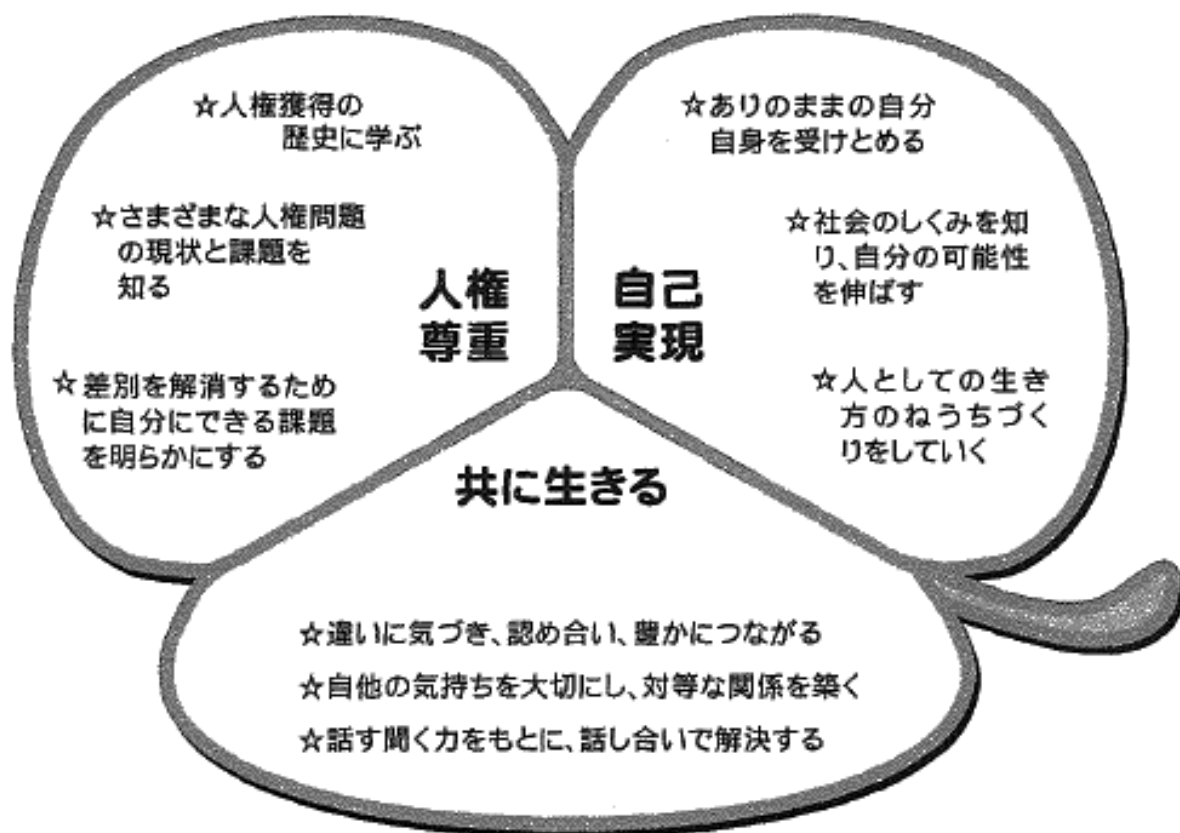 ☆人権獲得の
歴史に学ぶ
☆さまざまな人権問題
の現状と課題を
知る
☆差別を解消するため
に自分にできる課題
を明らかにする
人権
尊重
☆ありのままの自分
自身を受けとめる
☆社会のしくみを知
り、自分の可能性
を伸ばす
☆人としての生き
方のねうちづく
りをしていく
自己
実現
共に生きる
☆違いに気づき、認め合い、豊かにつながる
☆自他の気持ちを大切にし、対等な関係を築く
☆話す聞く力をもとに、話し合いで解決する